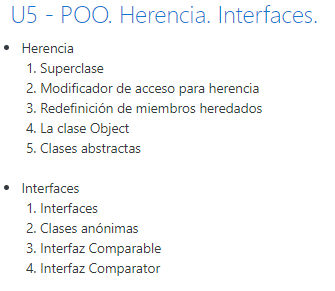 U5 - POO. Herencia. Interfaces.
• Herencia
1. Superclase
2. Modificador de acceso para herencia
3. Redefinición de miembros heredados
4. La clase Object
5. Clases abstractas
• Interfaces
1. Interfaces
2. Clases anónimas
3. Interfaz Comparable
4. Interfaz Comparator